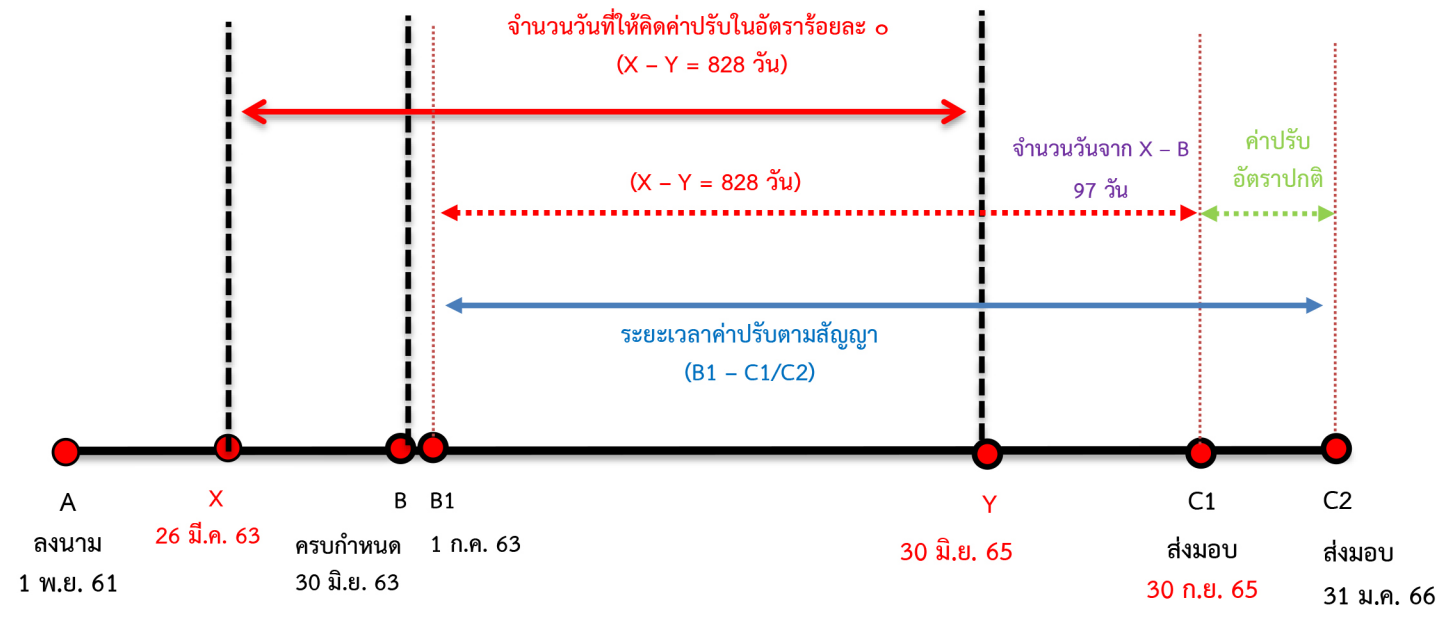 จำนวนวันที่ให้คิดค่าปรับในอัตราร้อยละ ๐
(X – Y = 828 วัน)
จำนวนวันจาก X – B
97 วัน
ค่าปรับ
อัตราปกติ
(X – Y = 828 วัน)
ระยะเวลาค่าปรับตามสัญญา
(B1 – C1/C2)
A
ลงนาม
1 พ.ย. 61
X
26 มี.ค. 63
B
ครบกำหนด
30 มิ.ย. 63
B1
1 ก.ค. 63
Y
30 มิ.ย. 65
C1
ส่งมอบ
30 ก.ย. 65
C2
ส่งมอบ
31 ม.ค. 66